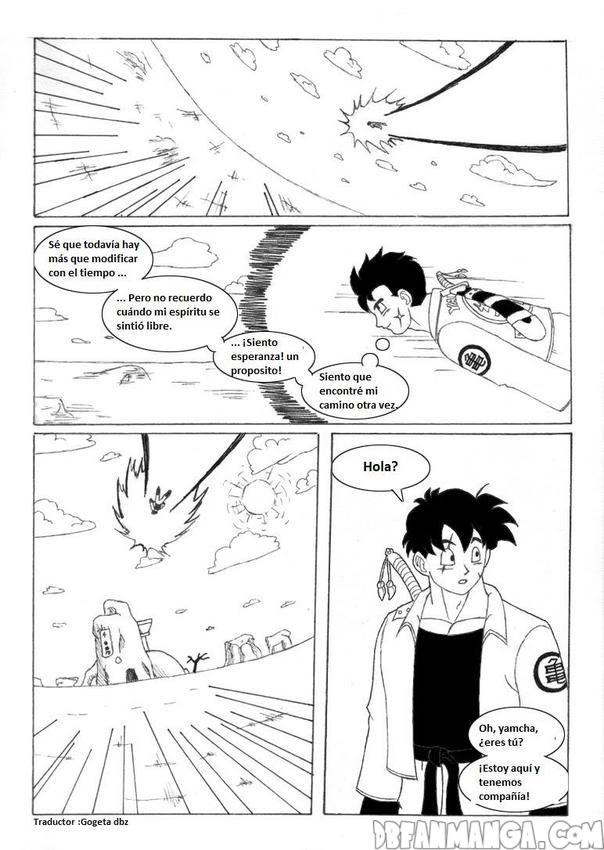 Sé que todavía hay
más que modificar
con el tiempo ...
... Pero no recuerdo
cuándo mi espíritu se
sintió libre.
... ¡Siento
esperanza! un
proposito!
Siento que
encontré mi
camino otra vez.
Hola?
亀
Oh, yamcha,
¿eres tú?
¡Estoy aquí y
tenemos
compañía!
Traductor :Gogeta dbz
DBFANMANGA.COM